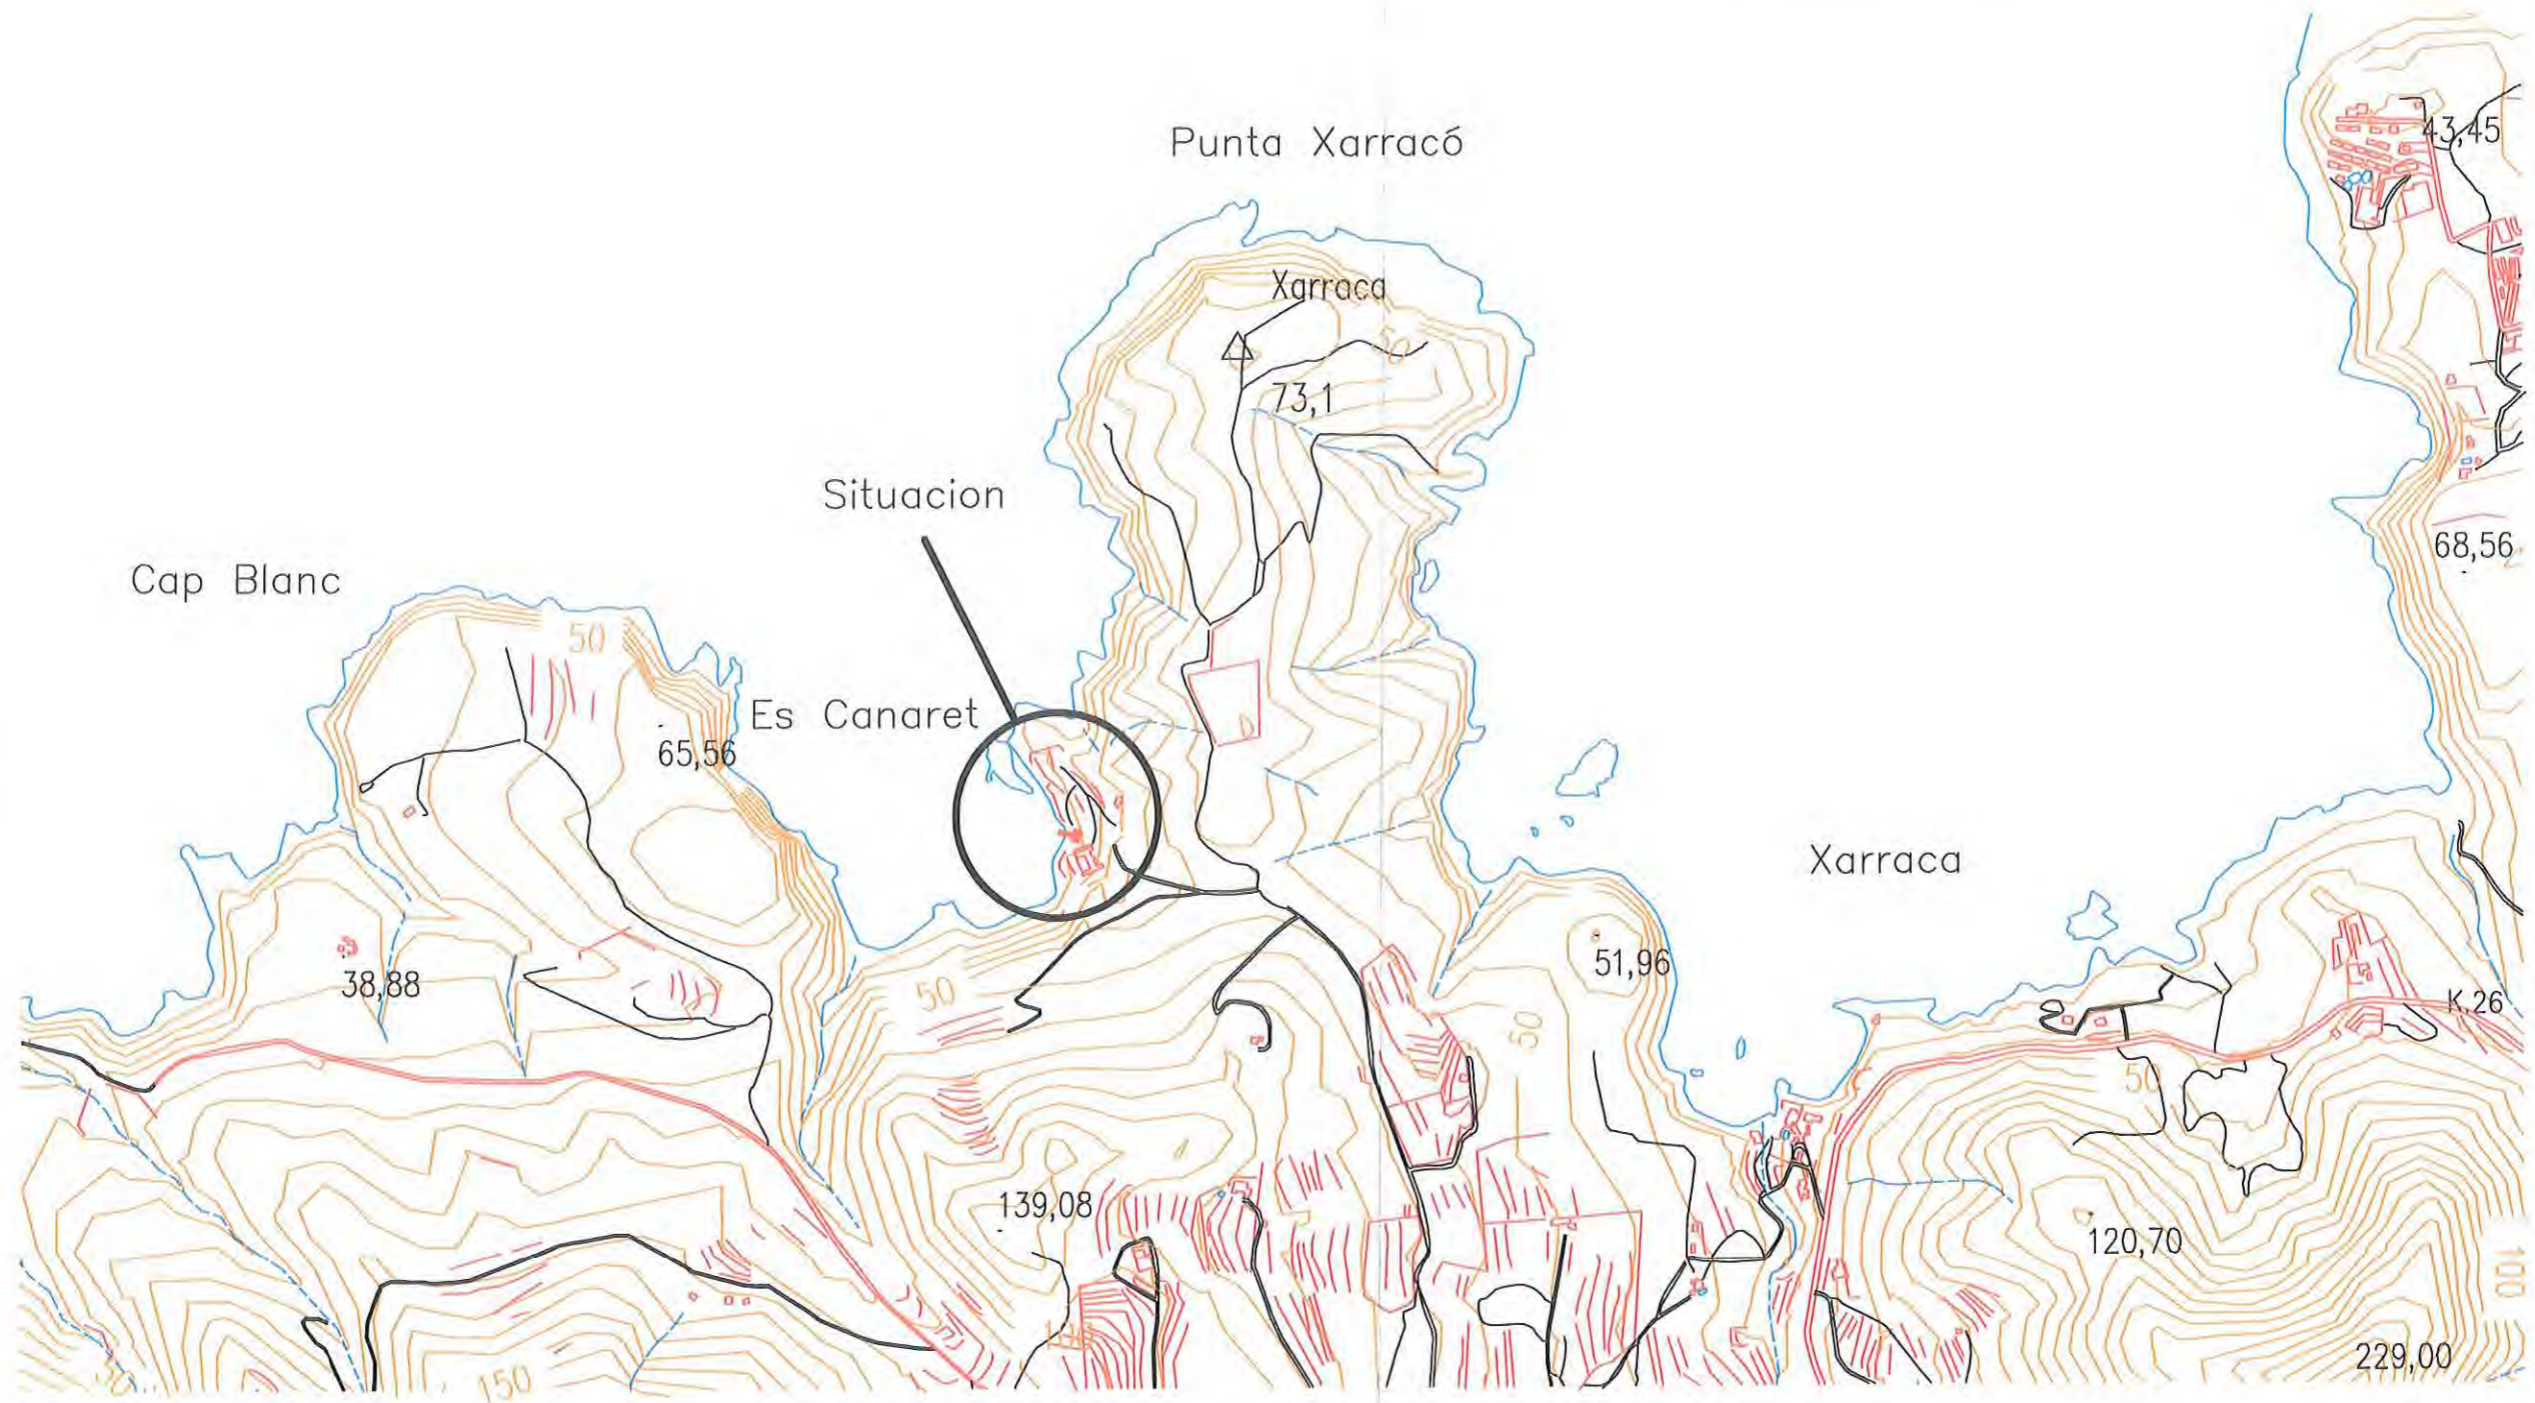 43,45
Punta Xarracó
Xarraca
50
73,1
Situacion
68,56
Cap Blanc
50
Es Canaret
65,56
Xarraca
51,96
38,88
50
K.26
50
50
139,08
120,70
100
229,00
150